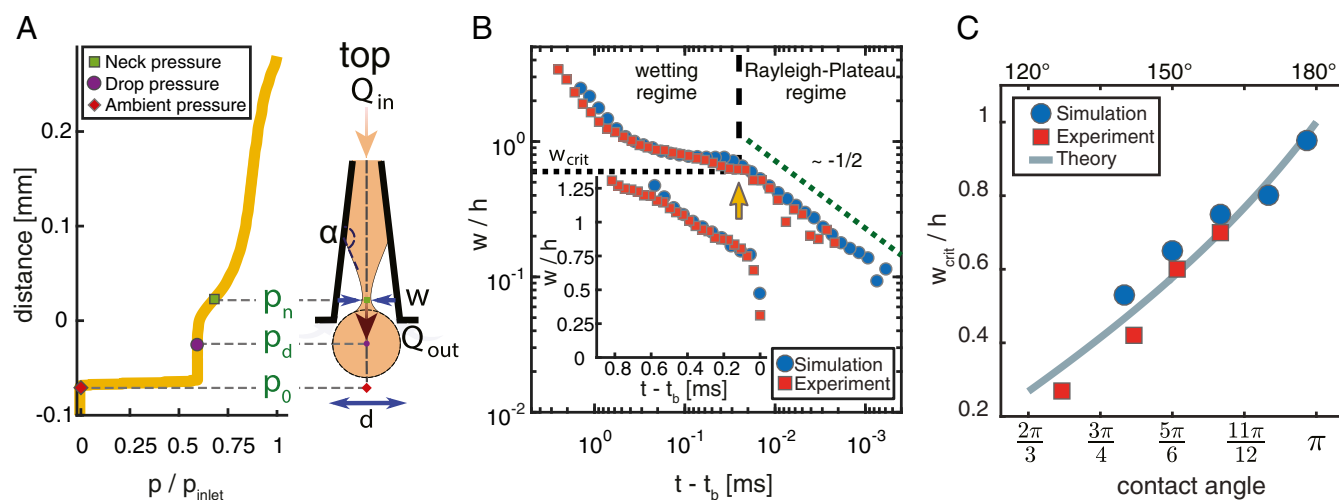 A
Neck pressure
Drop pressure
Ambient pressure
distance [mm]
0.2
0.1
0
-0.1
0
0.25
0.5
0.75
1
p / p_inlet
top
Q_in
α
p_n
w
p_d
Q_out
p_0
d
B
wetting regime
Rayleigh-Plateau regime
w / h
10^1
10^0
10^-1
10^-2
w_crit
~ -1/2
w / h
1.25
1
0.75
0.5
0.25
0
0.8 0.6 0.4 0.2 0
t - t_b [ms]
Simulation
Experiment
10^0 10^-1 10^-2 10^-3
t - t_b [ms]
C
120° 150° 180°
Simulation
Experiment
Theory
w_crit / h
1
0.8
0.6
0.4
0.2
2π/3 3π/4 5π/6 11π/12 π
contact angle